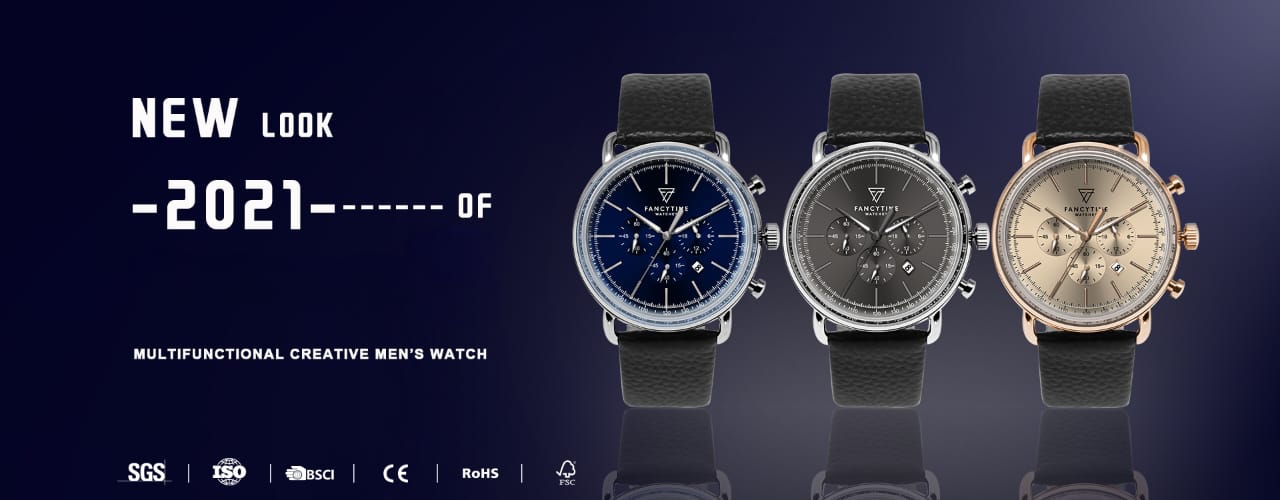 NEW LOOK
-2021-------- OF
MULTIFUNCTIONAL CREATIVE MEN'S WATCH
SGS | ISO | BSCI | CE | RoHS | FSC
FANCYTIME
WATCHES
FANCYTIME
WATCHES
FANCYTIME
WATCHES